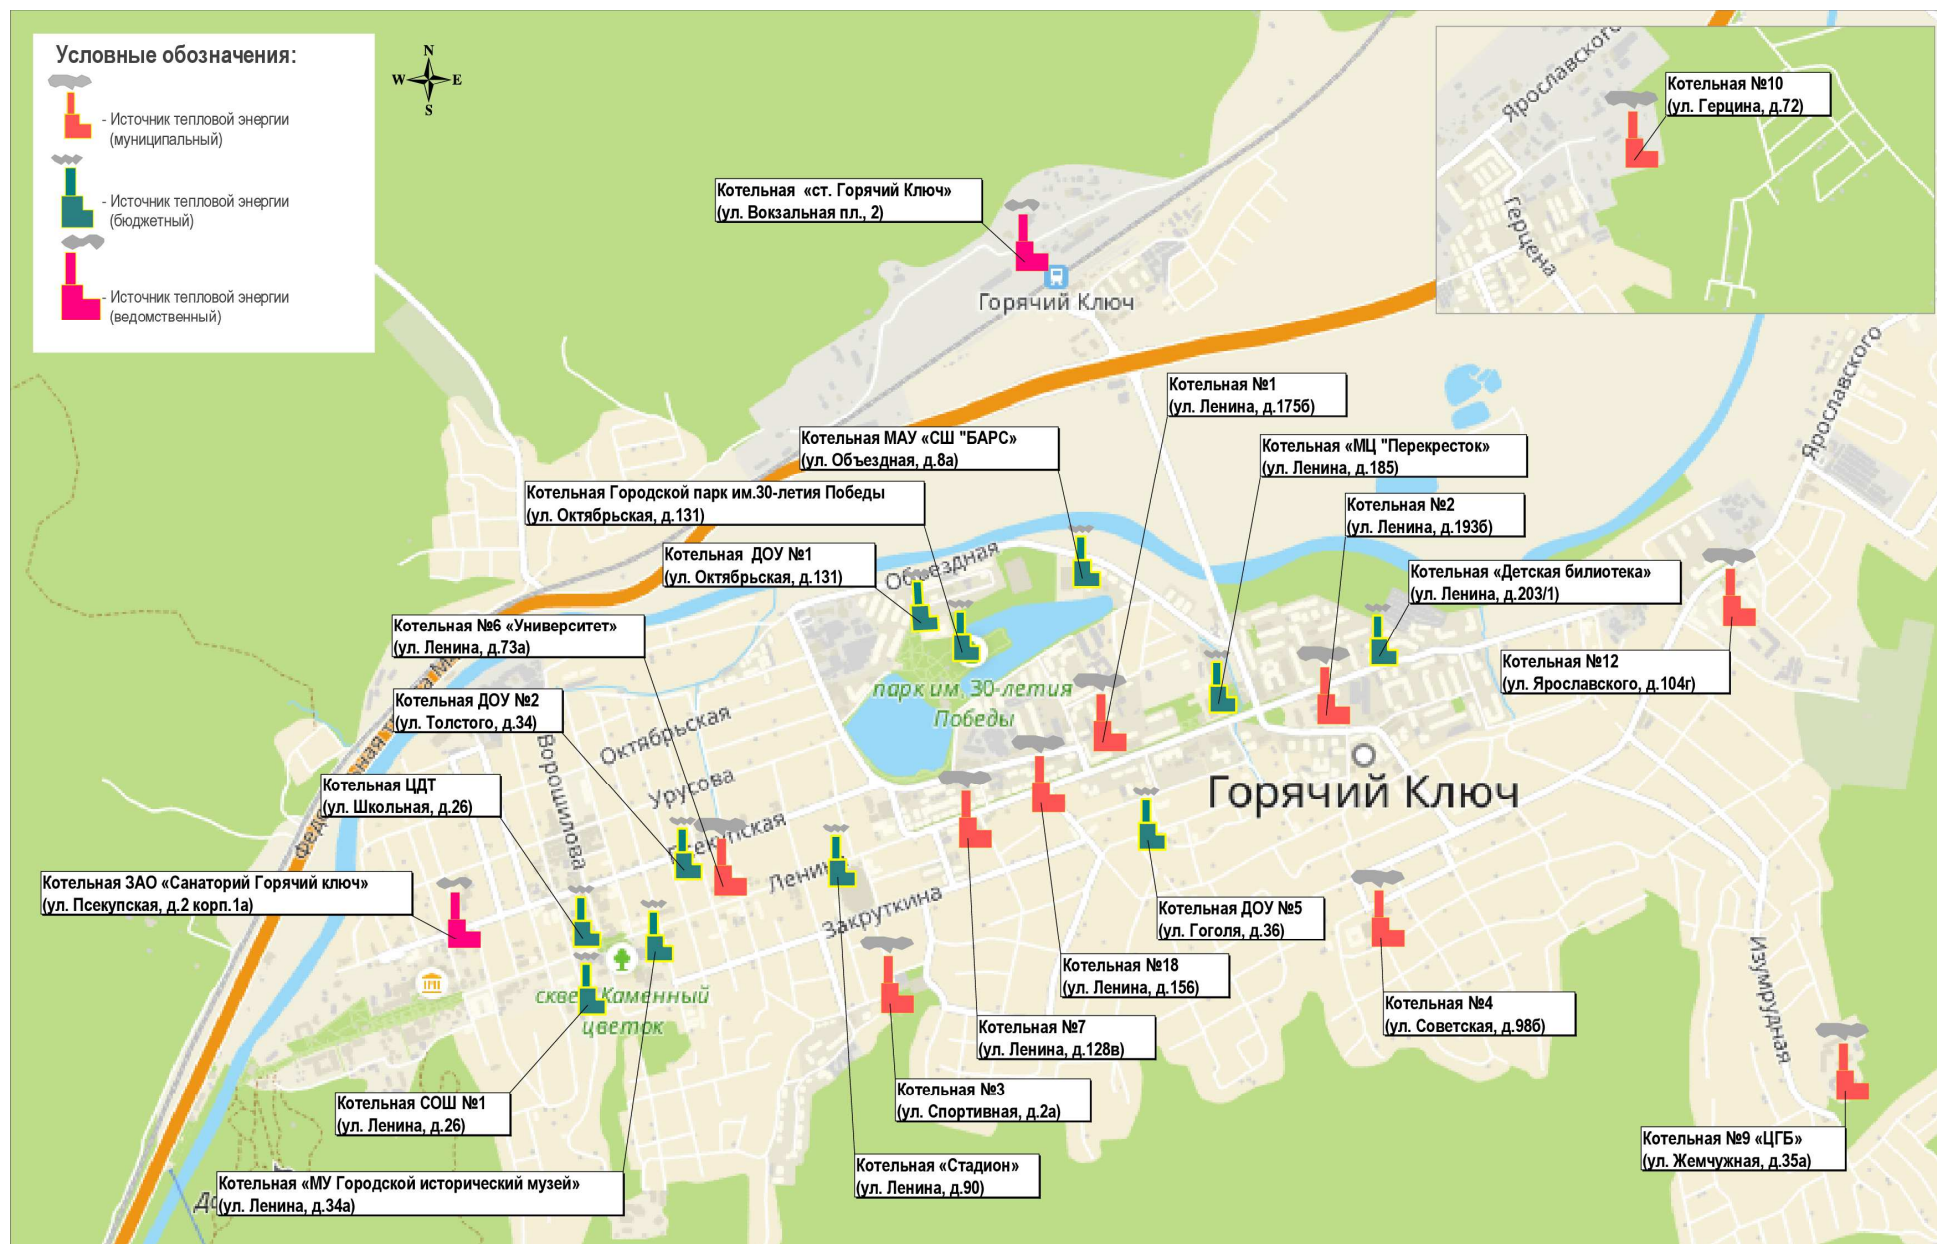 Условные обозначения:
- Источник тепловой энергии
(муниципальный)
- Источник тепловой энергии
(бюджетный)
- Источник тепловой энергии
(ведомственный)
N
W E
S
Ярославского
Котельная №10
(ул. Герцина, д.72)
Герцена
Котельная «ст. Горячий Ключ»
(ул. Вокзальная пл., 2)
Горячий Ключ
Ярославского
Котельная №1
(ул. Ленина, д.175б)
Котельная МАУ «СШ "БАРС»
(ул. Объездная, д.8а)
Котельная «МЦ "Перекресток»
(ул. Ленина, д.185)
Котельная Городской парк им.30-летия Победы
(ул. Октябрьская, д.131)
Котельная №2
(ул. Ленина, д.193б)
Котельная ДОУ №1
(ул. Октябрьская, д.131)
Объездная
Котельная «Детская билиотека»
(ул. Ленина, д.203/1)
Котельная №6 «Университет»
(ул. Ленина, д.73а)
Котельная №12
(ул. Ярославского, д.104г)
парк им. 30-летия
Победы
Котельная ДОУ №2
(ул. Толстого, д.34)
Октябрьская
Ворошилова
Урусова
Котельная ЦДТ
(ул. Школьная, д.26)
Горячий Ключ
Ленина
Закруткина
Котельная ЗАО «Санаторий Горячий ключ»
(ул. Псекупская, д.2 корп.1а)
Котельная ДОУ №5
(ул. Гоголя, д.36)
Изумрудная
Котельная №18
(ул. Ленина, д.156)
сквер Каменный
цветок
Котельная №4
(ул. Советская, д.98б)
Котельная №7
(ул. Ленина, д.128в)
Котельная №3
(ул. Спортивная, д.2а)
Котельная СОШ №1
(ул. Ленина, д.26)
Котельная №9 «ЦГБ»
(ул. Жемчужная, д.35а)
Котельная «Стадион»
(ул. Ленина, д.90)
Котельная «МУ Городской исторический музей»
(ул. Ленина, д.34а)